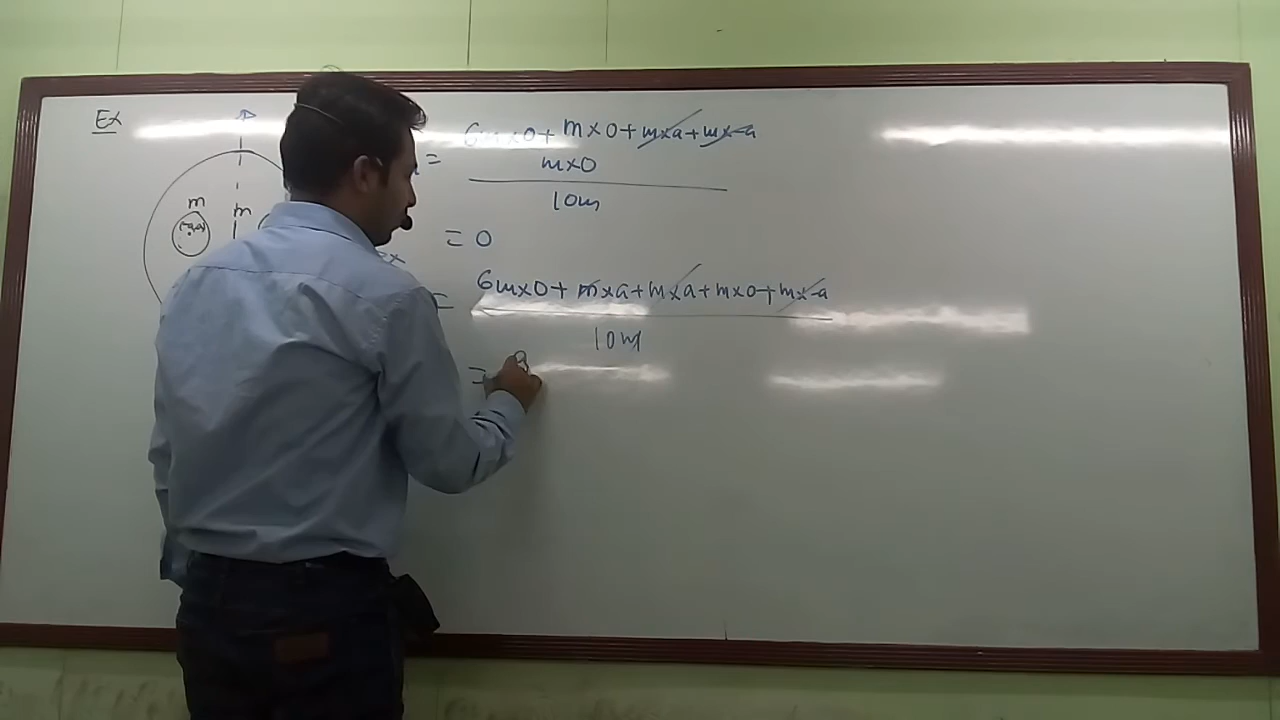 Ex
= 6m×0+ m×0+m×a+m×-a
m×0
10m
m
m
= 0
x
= 6m×0+m×a+m×a+m×0+m×-a
10m
=